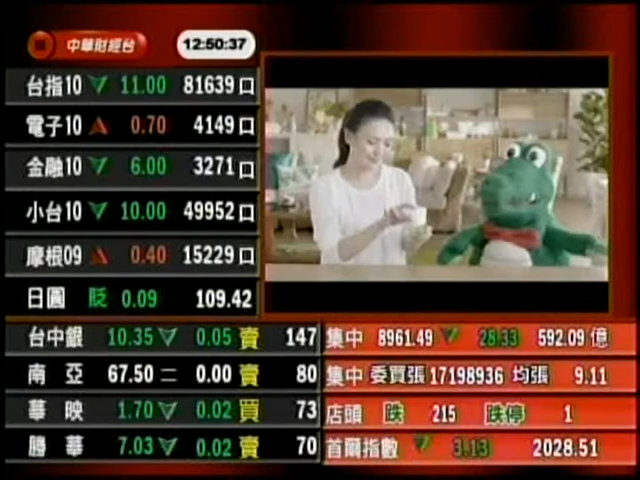 中華財經台 12:50:37
台指10 11.00 81639口
電子10 0.70 4149口
金融10 6.00 3271口
小台10 10.00 49952口
摩根09 0.40 15229口
日圓 貶 0.09 109.42
台中銀 10.35 0.05 賣 147
南亞 67.50 = 0.00 賣 80
華映 1.70 0.02 買 73
勝華 7.03 0.02 賣 70
集中 8961.49 28.33 592.09 億
集中 委買張 17198936 均張 9.11
店頭 跌 215 跌停 1
首爾指數 3.13 2028.51